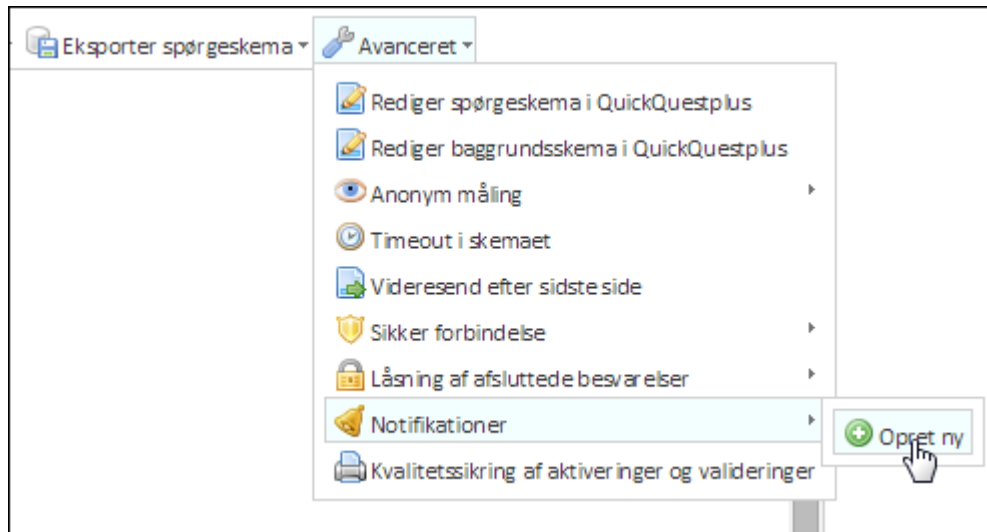 Eksporter spørgeskema
Avanceret
Rediger spørgeskema i QuickQuestplus
Rediger baggrundsskema i QuickQuestplus
Anonym måling
Timeout i skemaet
Videresend efter sidste side
Sikker forbindelse
Låsning af afsluttede besvarelser
Notifikationer
Opret ny
Kvalitetssikring af aktiveringer og valideringer